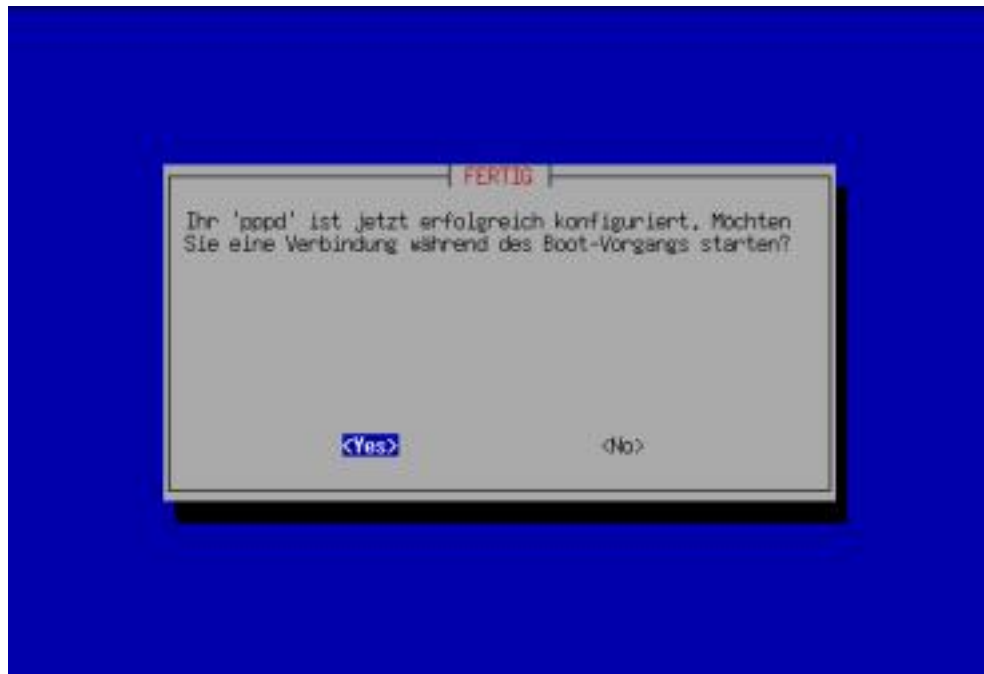 FERTIG
Ihr 'pppd' ist jetzt erfolgreich konfiguriert. Möchten
Sie eine Verbindung während des Boot-Vorgangs starten?
<Yes> <No>